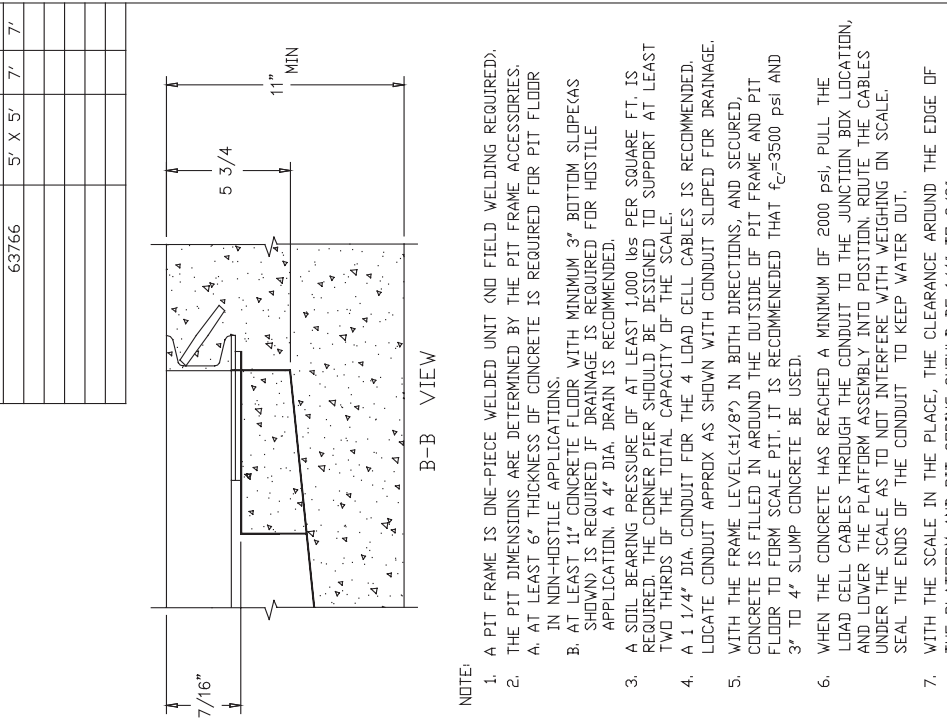 63766 5' X 5' 7' 7'
7/16"
5 3/4
11"
MIN
B-B VIEW
NOTE:
1. A PIT FRAME IS ONE-PIECE WELDED UNIT (NO FIELD WELDING REQUIRED).
2. THE PIT DIMENSIONS ARE DETERMINED BY THE PIT FRAME ACCESSORIES.
A. AT LEAST 6" THICKNESS OF CONCRETE IS REQUIRED FOR PIT FLOOR
IN NON-HOSTILE APPLICATIONS.
B. AT LEAST 11" CONCRETE FLOOR WITH MINIMUM 3" BOTTOM SLOPE(AS
SHOWN) IS REQUIRED IF DRAINAGE IS REQUIRED FOR HOSTILE
APPLICATION. A 4" DIA. DRAIN IS RECOMMENDED.
3. A SOIL BEARING PRESSURE OF AT LEAST 1,000 lbs PER SQUARE FT. IS
REQUIRED. THE CORNER PIER SHOULD BE DESIGNED TO SUPPORT AT LEAST
TWO THIRDS OF THE TOTAL CAPACITY OF THE SCALE.
4. A 1 1/4" DIA. CONDUIT FOR THE 4 LOAD CELL CABLES IS RECOMMENDED.
LOCATE CONDUIT APPROX AS SHOWN WITH CONDUIT SLOPED FOR DRAINAGE.
5. WITH THE FRAME LEVEL(±1/8") IN BOTH DIRECTIONS, AND SECURED,
CONCRETE IS FILLED IN AROUND THE OUTSIDE OF PIT FRAME AND PIT
FLOOR TO FORM SCALE PIT. IT IS RECOMMENEDED THAT fC'=3500 psi AND
3" TO 4" SLUMP CONCRETE BE USED.
6. WHEN THE CONCRETE HAS REACHED A MINIMUM OF 2000 psi, PULL THE
LOAD CELL CABLES THROUGH THE CONDUIT TO THE JUNCTION BOX LOCATION,
AND LOWER THE PLATFORM ASSEMBLY INTO POSITION. ROUTE THE CABLES
UNDER THE SCALE AS TO NOT INTERFERE WITH WEIGHING ON SCALE.
SEAL THE ENDS OF THE CONDUIT TO KEEP WATER OUT.
7. WITH THE SCALE IN THE PLACE, THE CLEARANCE AROUND THE EDGE OF